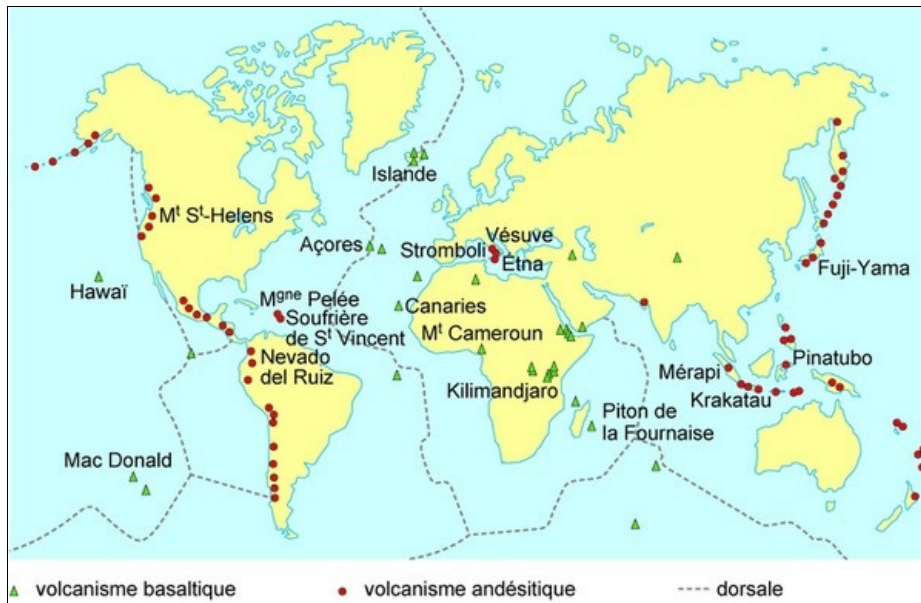 Islande
Mt St-Helens
Açores
Vésuve
Stromboli
Etna
Fuji-Yama
Hawaï
Mgne Pelée
Soufrière
de St Vincent
Canaries
Mt Cameroun
Nevado
del Ruiz
Pinatubo
Mérapi
Kilimandjaro
Krakatau
Piton de
la Fournaise
Mac Donald
volcanisme basaltique
volcanisme andésitique
dorsale